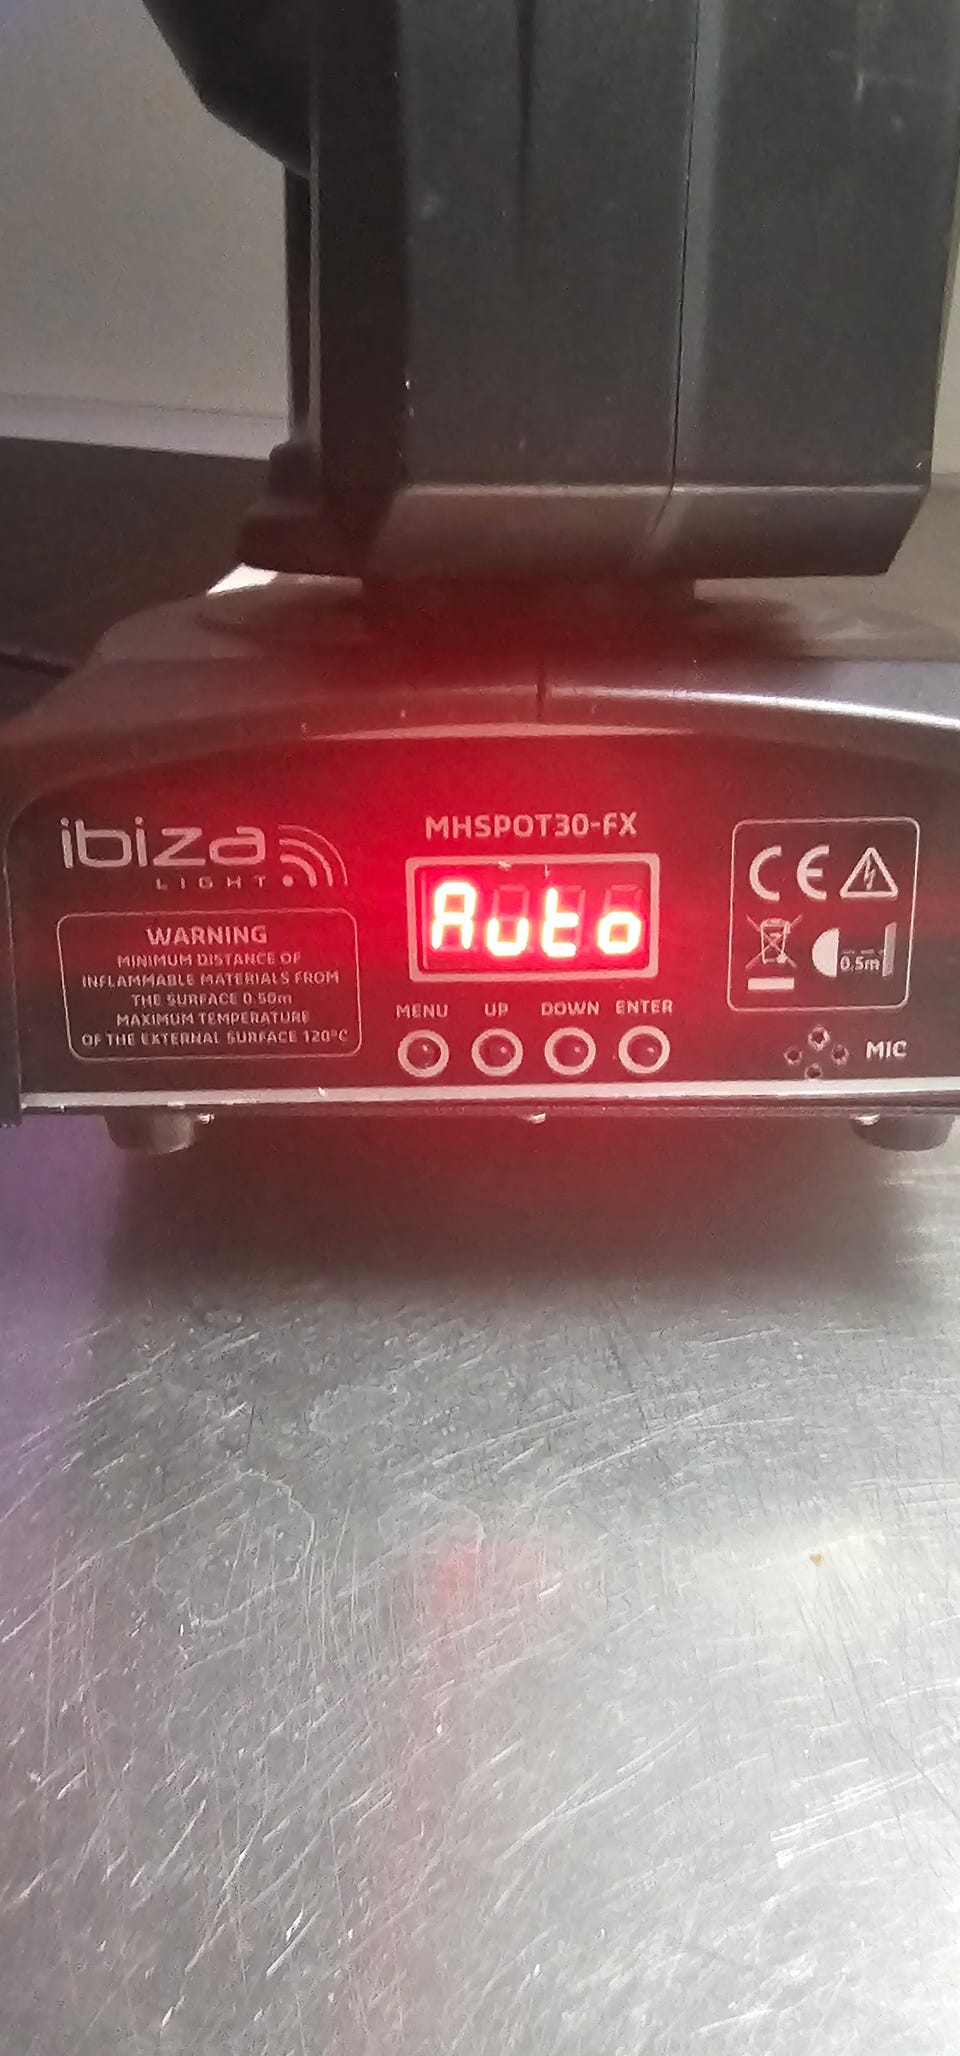 ibiza
LIGHT
WARNING
MINIMUM DISTANCE OF
INFLAMMABLE MATERIALS FROM
THE SURFACE 0.50m
MAXIMUM TEMPERATURE
OF THE EXTERNAL SURFACE 120°C
MHSPOT30-FX
Auto
MENU UP DOWN ENTER
CE
0.5m
MIC